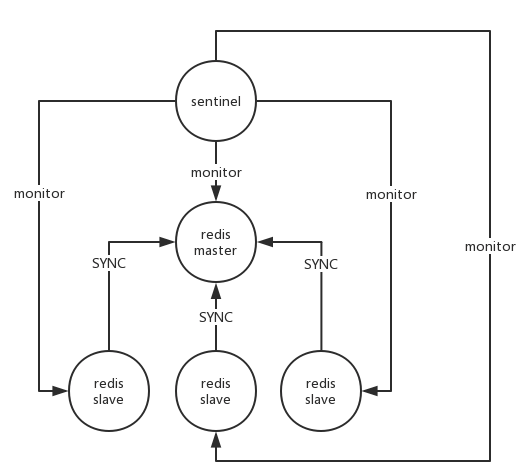 sentinel
monitor
monitor
monitor
redis
master
monitor
SYNC
SYNC
SYNC
redis
slave
redis
slave
redis
slave